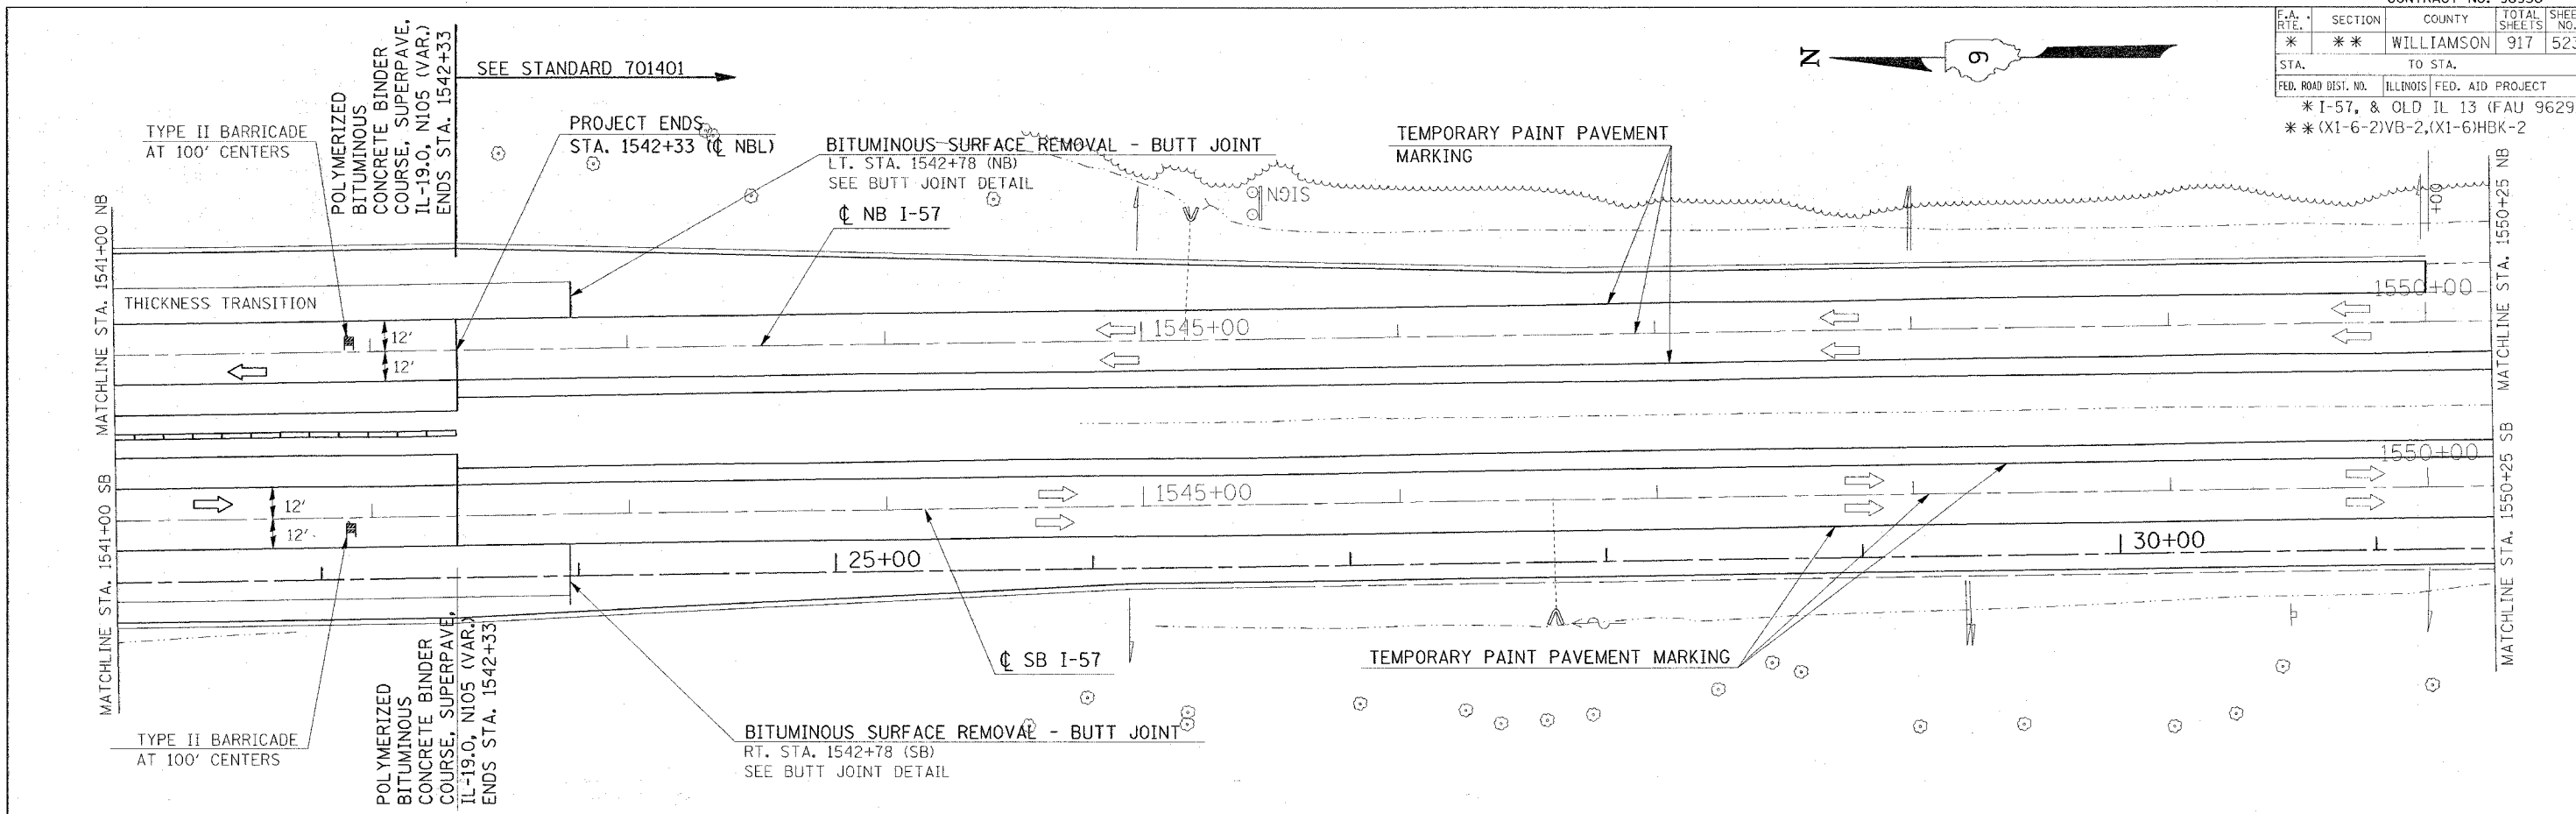 F.A. RTE. SECTION COUNTY TOTAL SHEETS
* ** WILLIAMSON 917
STA. TO STA.
FED. ROAD DIST. NO. ILLINOIS FED. AID PROJECT
* I-57, & OLD IL 13 (FAU 9629
** (X1-6-2)VB-2,(X1-6)HBK-2
N
6
SEE STANDARD 701401
POLYMERIZED
BITUMINOUS
CONCRETE BINDER
COURSE, SUPERPAVE,
IL-19.0, N105 (VAR.)
ENDS STA. 1542+33
TYPE II BARRICADE
AT 100' CENTERS
PROJECT ENDS
STA. 1542+33 (℄ NBL)
BITUMINOUS SURFACE REMOVAL - BUTT JOINT
LT. STA. 1542+78 (NB)
SEE BUTT JOINT DETAIL
℄ NB I-57
TEMPORARY PAINT PAVEMENT
MARKING
SIGN
+00
MATCHLINE STA. 1541+00 NB
MATCHLINE STA. 1550+25 NB
THICKNESS TRANSITION
12'
12'
1545+00
1550+00
MATCHLINE STA. 1541+00 SB
MATCHLINE STA. 1550+25 SB
12'
12'
1545+00
1550+00
25+00
30+00
℄ SB I-57
TEMPORARY PAINT PAVEMENT MARKING
BITUMINOUS SURFACE REMOVAL - BUTT JOINT
RT. STA. 1542+78 (SB)
SEE BUTT JOINT DETAIL
TYPE II BARRICADE
AT 100' CENTERS
POLYMERIZED
BITUMINOUS
CONCRETE BINDER
COURSE, SUPERPAVE,
IL-19.0, N105 (VAR.)
ENDS STA. 1542+33